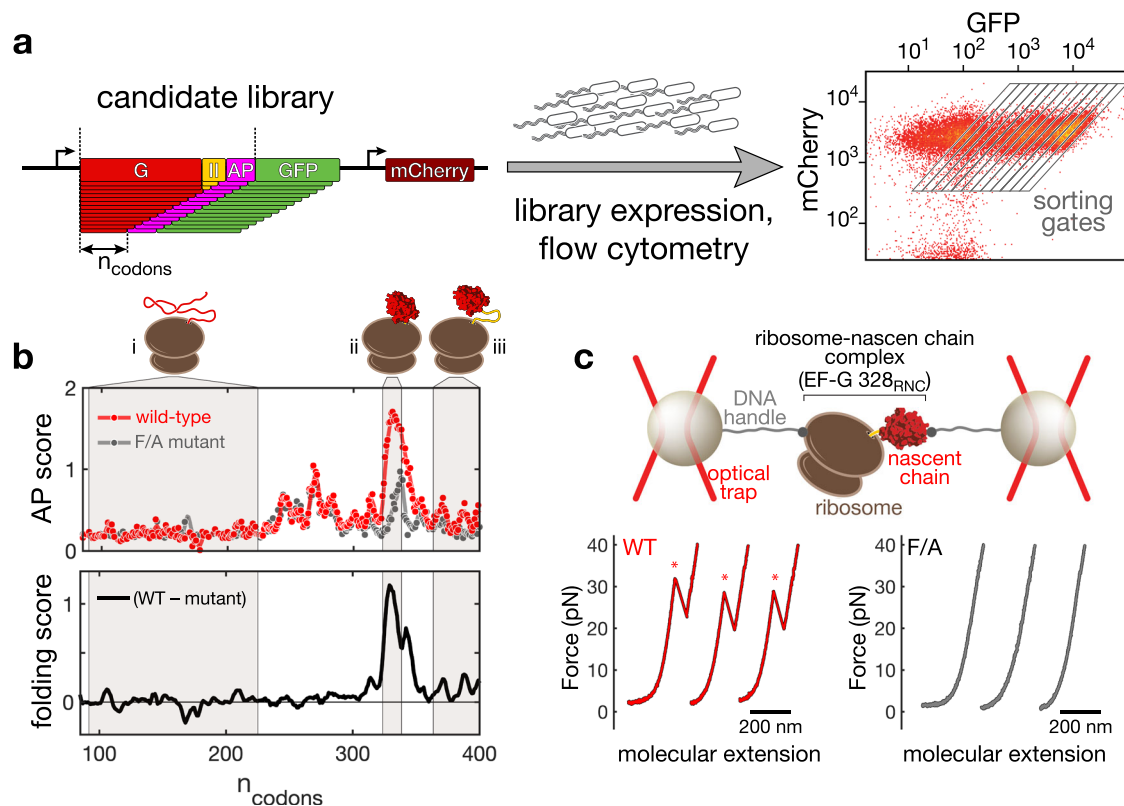 a
candidate library
G
II
AP
GFP
mCherry
n codons
library expression,
flow cytometry
GFP
10^1 10^2 10^3 10^4
mCherry
10^4
10^3
10^2
sorting
gates
b
i
ii
iii
AP score
2
1
0
wild-type
F/A mutant
folding score
1
0
(WT – mutant)
100 200 300 400
n codons
c
ribosome-nascen chain
complex
(EF-G 328RNC)
DNA
handle
optical
trap
nascent
chain
ribosome
Force (pN)
40
30
20
10
0
WT
* * *
200 nm
molecular extension
Force (pN)
40
30
20
10
0
F/A
200 nm
molecular extension